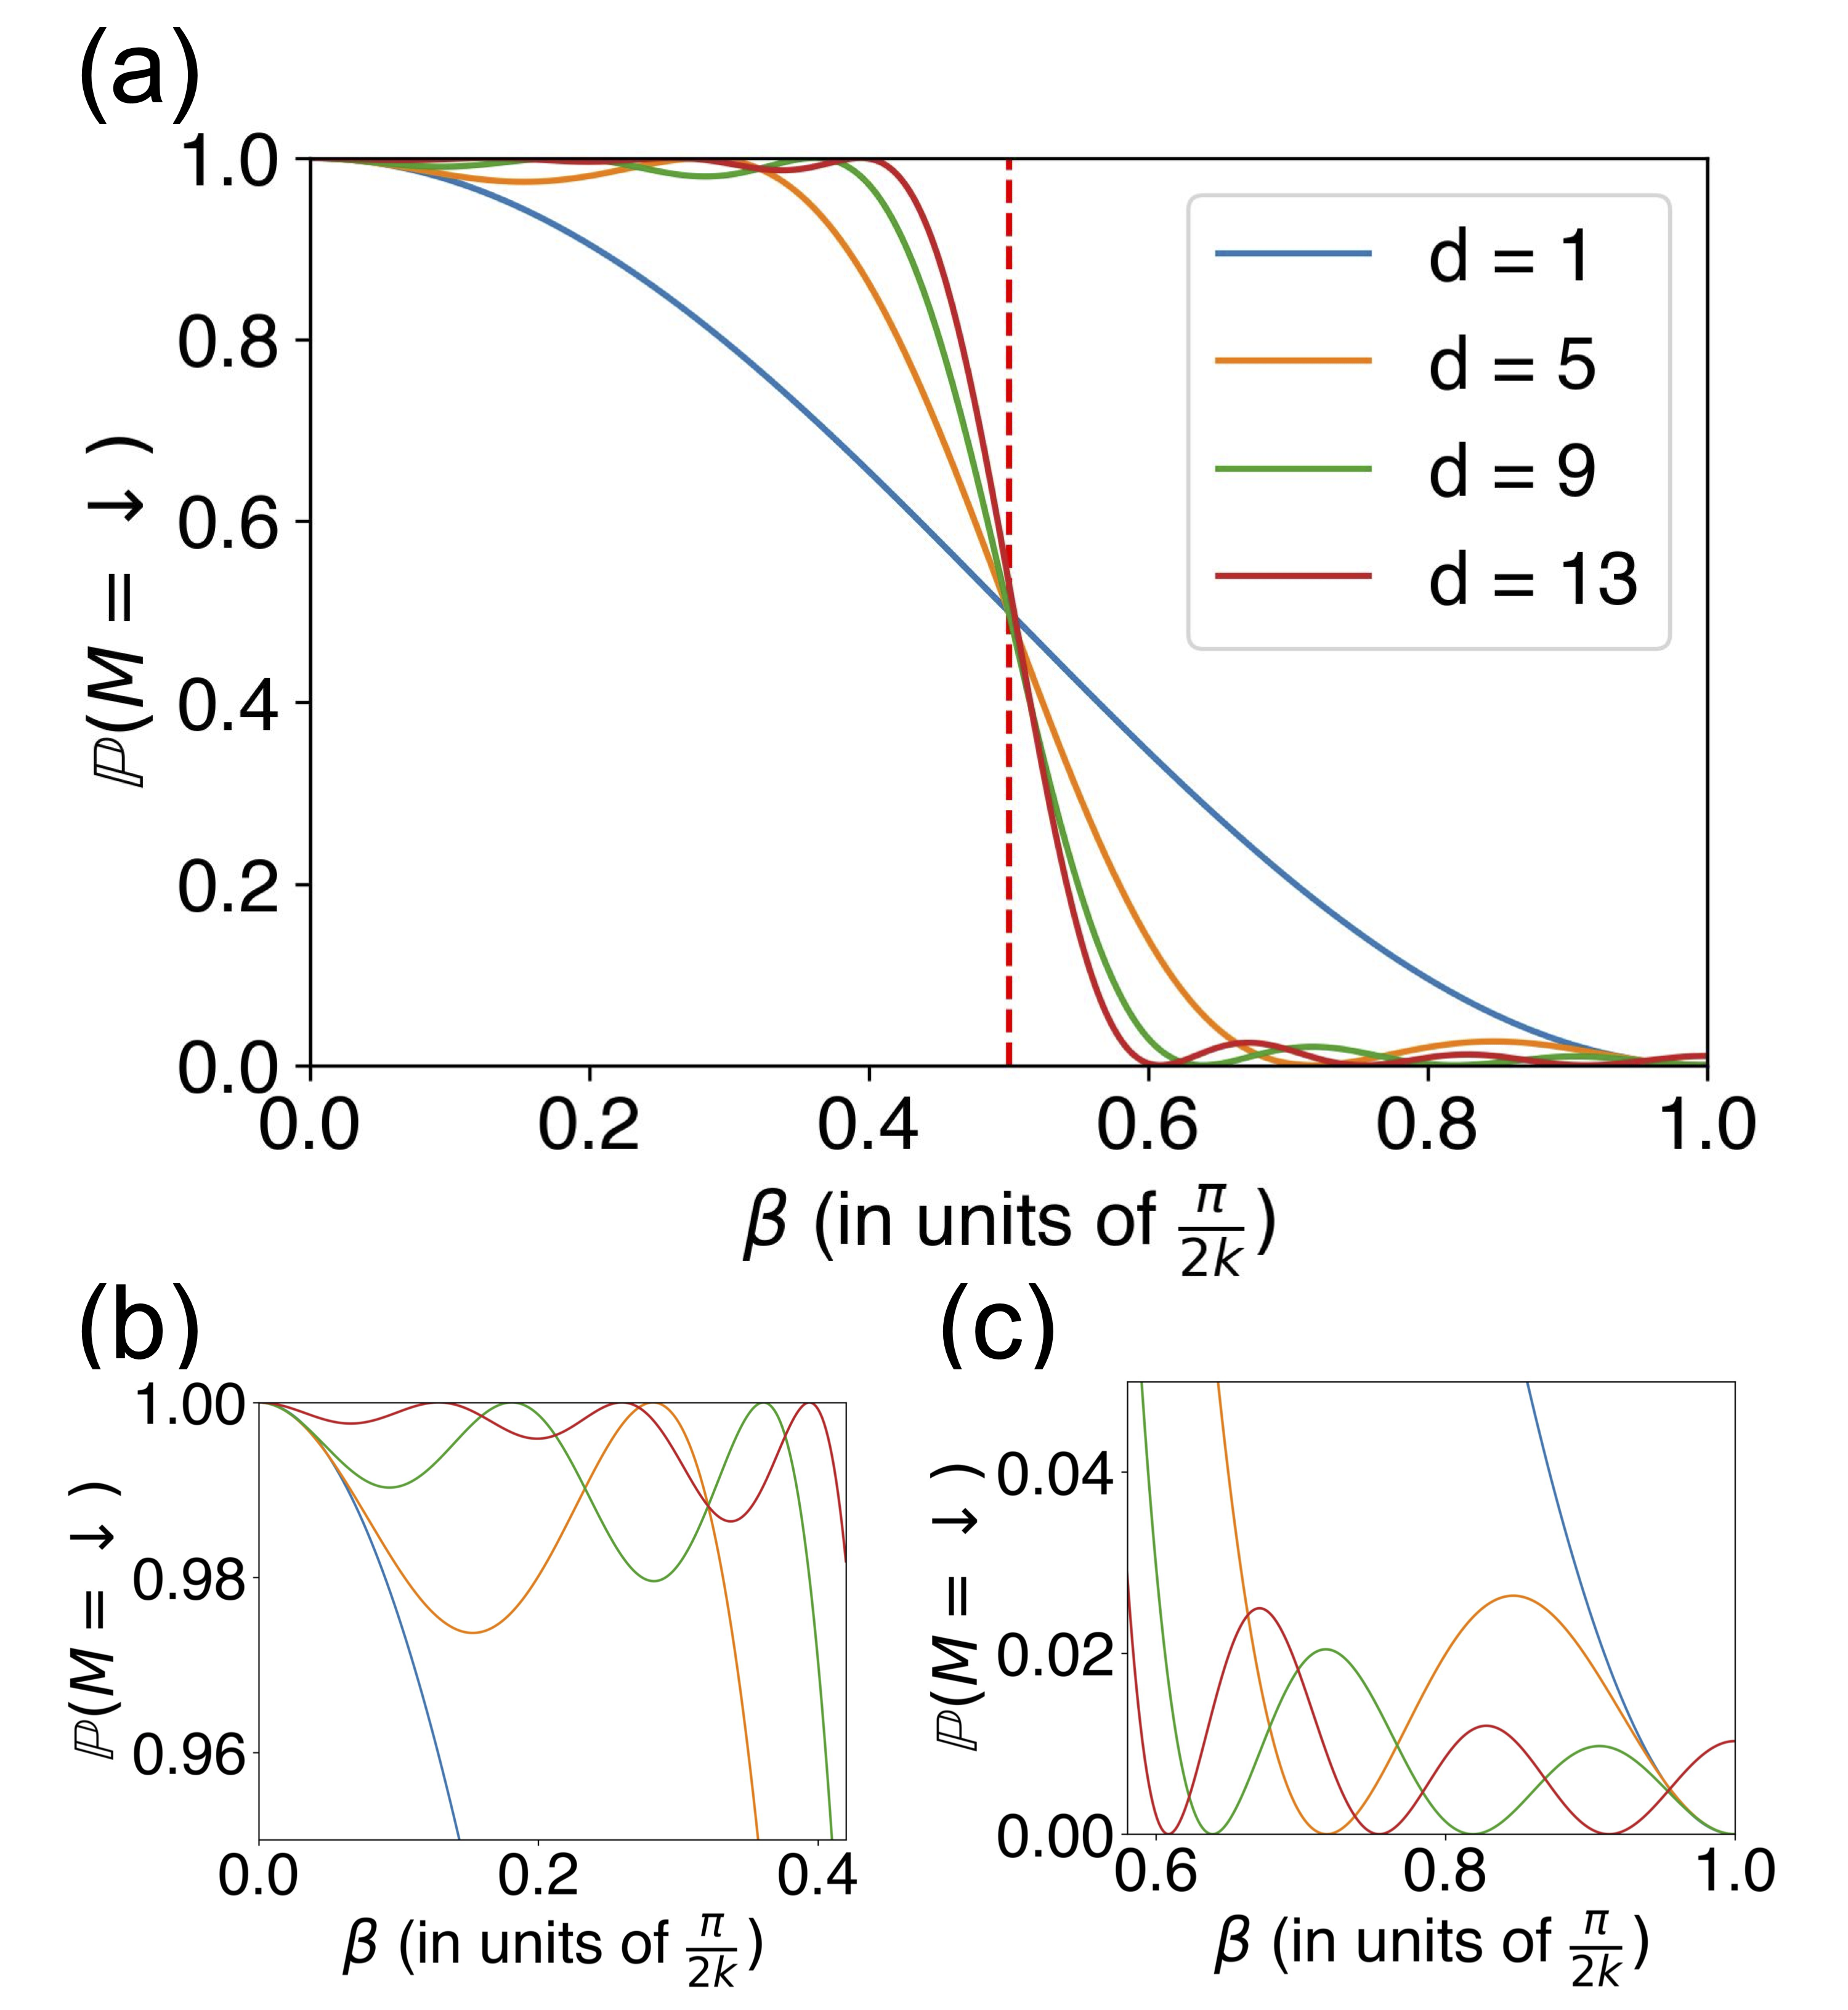 (a)
1.0
0.8
0.6
0.4
0.2
0.0
ℙ(M = ↓)
d = 1
d = 5
d = 9
d = 13
0.0 0.2 0.4 0.6 0.8 1.0
β (in units of π/2k)
(b)
1.00
0.98
0.96
ℙ(M = ↓)
0.0 0.2 0.4
β (in units of π/2k)
(c)
0.04
0.02
0.00
ℙ(M = ↓)
0.6 0.8 1.0
β (in units of π/2k)